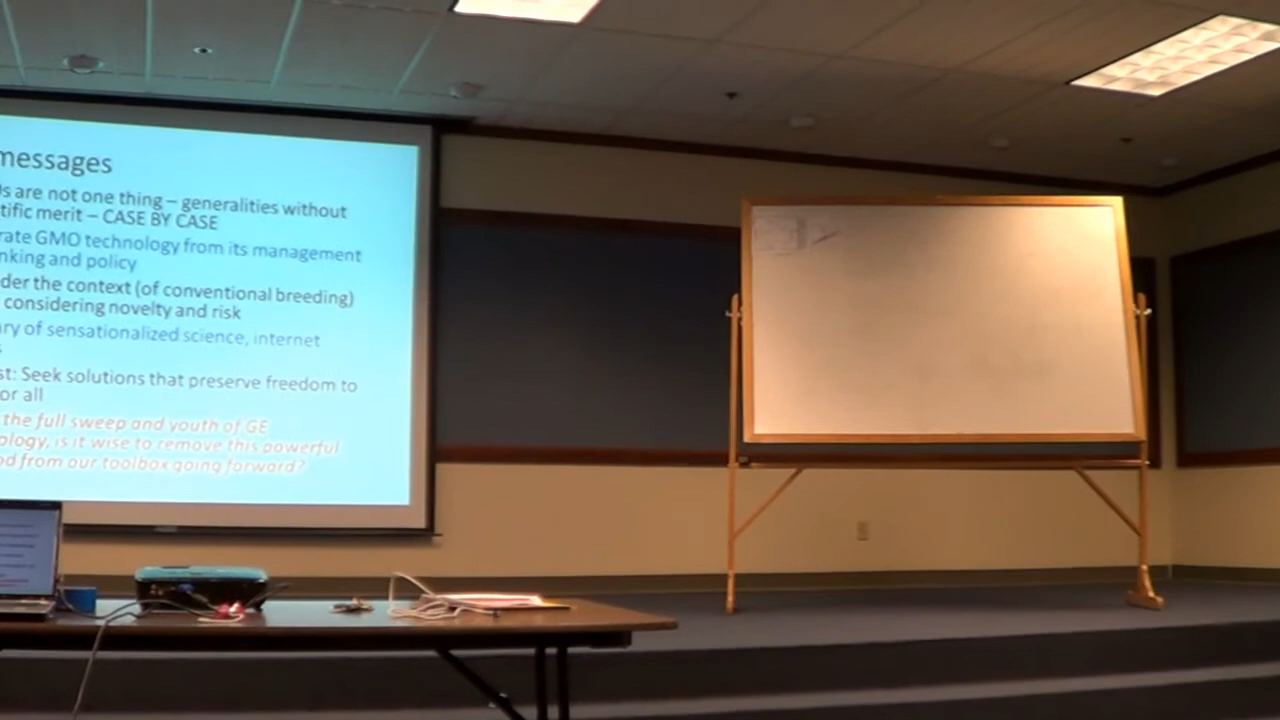 messages
s are not one thing – generalities without
tific merit – CASE BY CASE
rate GMO technology from its management
nking and policy
der the context (of conventional breeding)
considering novelty and risk
ry of sensationalized science, internet
s
st: Seek solutions that preserve freedom to
or all
the full sweep and youth of GE
ology, is it wise to remove this powerful
od from our toolbox going forward?